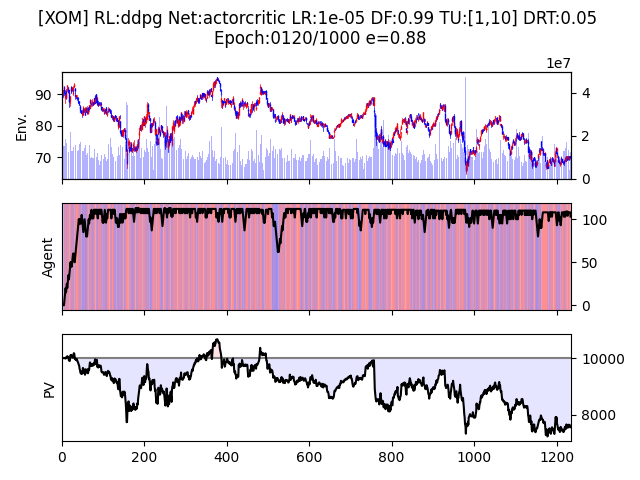 [XOM] RL:ddpg Net:actorcritic LR:1e-05 DF:0.99 TU:[1,10] DRT:0.05
Epoch:0120/1000 e=0.88
1e7
Env.
90
80
70
4
2
0
Agent
100
50
0
PV
10000
8000
0 200 400 600 800 1000 1200